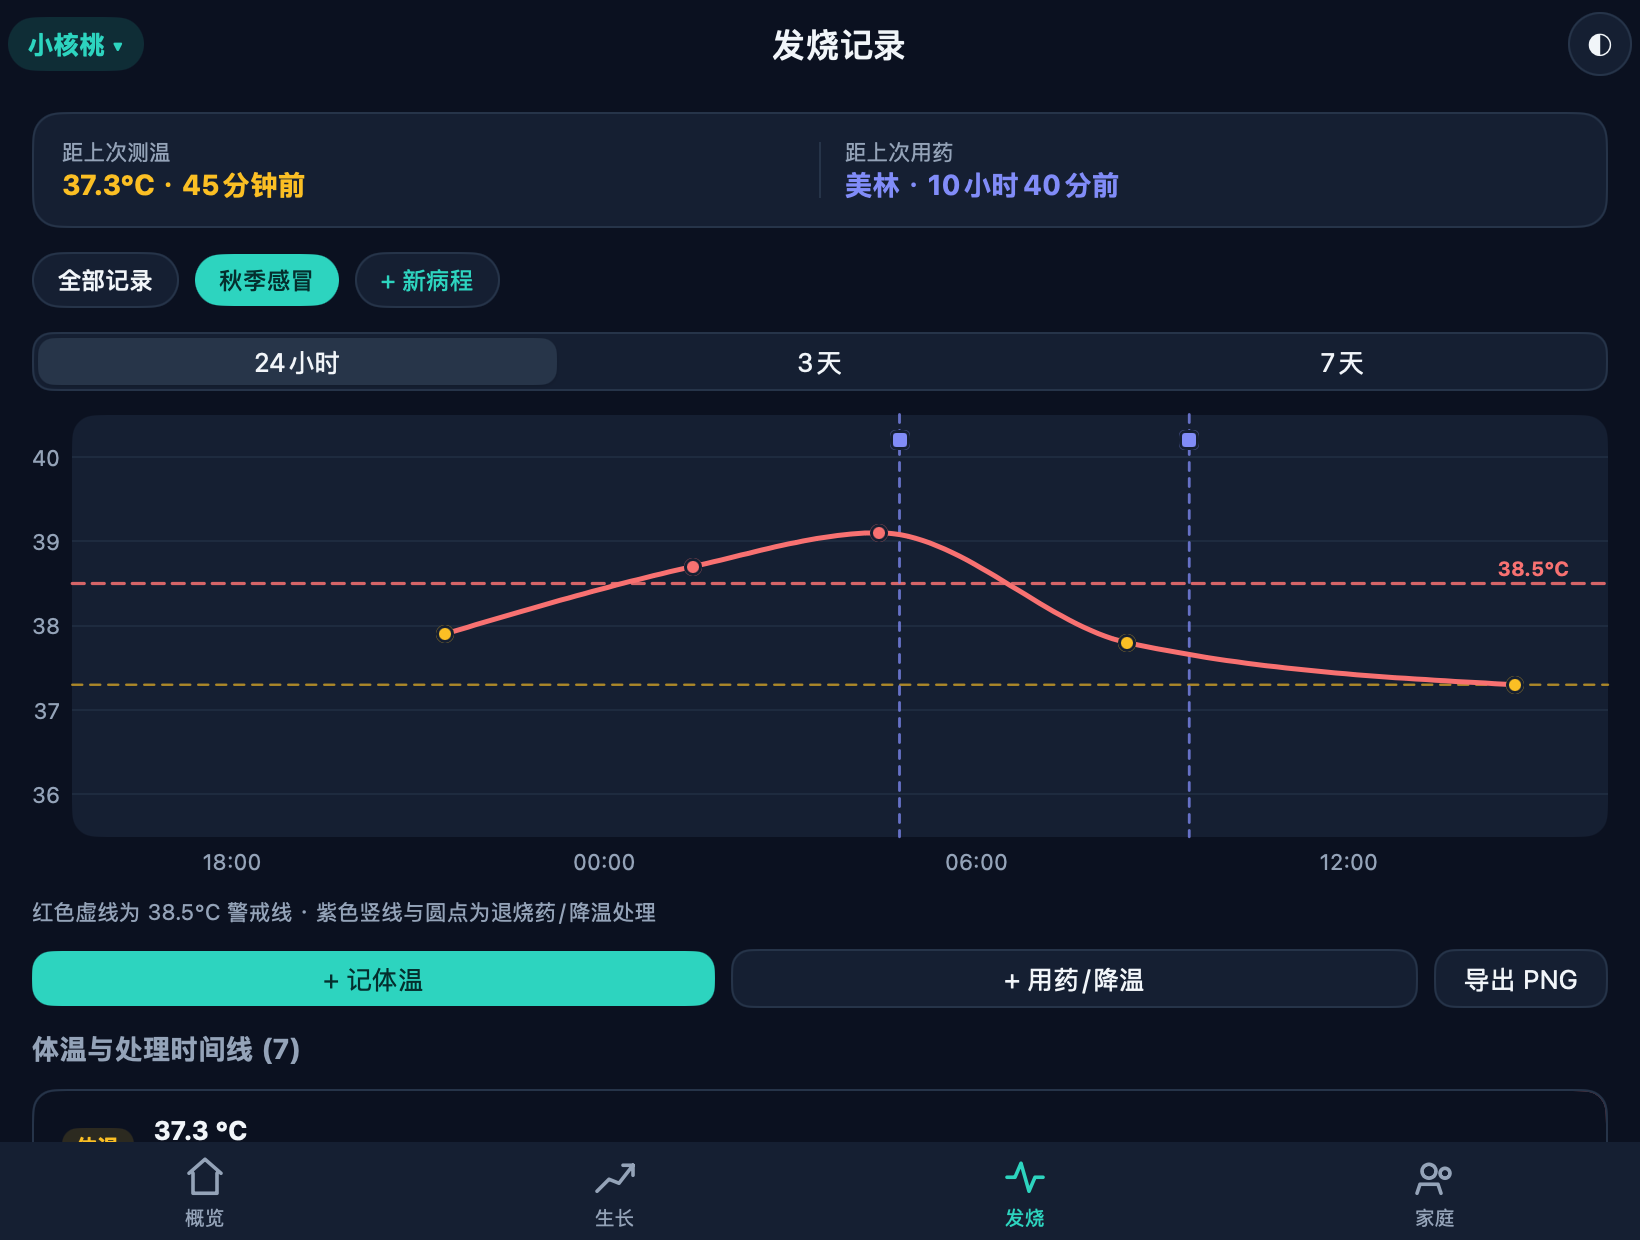 小核桃 ▾
发烧记录
距上次测温
37.3°C · 45分钟前
距上次用药
美林 · 10小时40分前
全部记录
秋季感冒
+ 新病程
24小时
3天
7天
40
39
38.5°C
38
37
36
18:00
00:00
06:00
12:00
红色虚线为 38.5°C 警戒线 · 紫色竖线与圆点为退烧药/降温处理
+ 记体温
+ 用药/降温
导出 PNG
体温与处理时间线 (7)
37.3 °C
概览
生长
发烧
家庭